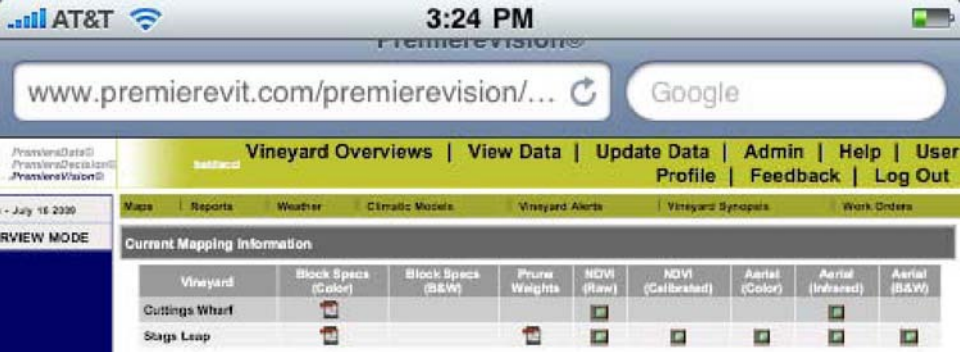 AT&T 3:24 PM
PremiereVision©
www.premierevit.com/premierevision/... Google
PremiereData©
PremiereDecision©
PremiereVision©
Vineyard Overviews | View Data | Update Data | Admin | Help | User
Profile | Feedback | Log Out
- July 16 2009
Maps | Reports Weather Climatic Models Vineyard Alerts Vineyard Synopsis Work Orders
RVIEW MODE
Current Mapping Information
Vineyard Block Specs (Color) Block Specs (B&W) Prune Weights NDVI (Raw) NDVI (Calibrated) Aerial (Color) Aerial (Infrared) Aerial (B&W)
Cuttings Wharf
Stags Leap